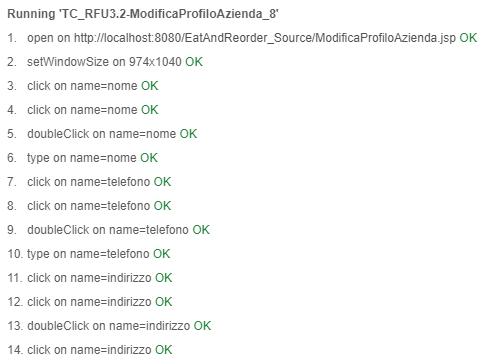 Running 'TC_RFU3.2-ModificaProfiloAzienda_8'
1. open on http://localhost:8080/EatAndReorder_Source/ModificaProfiloAzienda.jsp OK
2. setWindowSize on 974x1040 OK
3. click on name=nome OK
4. click on name=nome OK
5. doubleClick on name=nome OK
6. type on name=nome OK
7. click on name=telefono OK
8. click on name=telefono OK
9. doubleClick on name=telefono OK
10. type on name=telefono OK
11. click on name=indirizzo OK
12. click on name=indirizzo OK
13. doubleClick on name=indirizzo OK
14. click on name=indirizzo OK